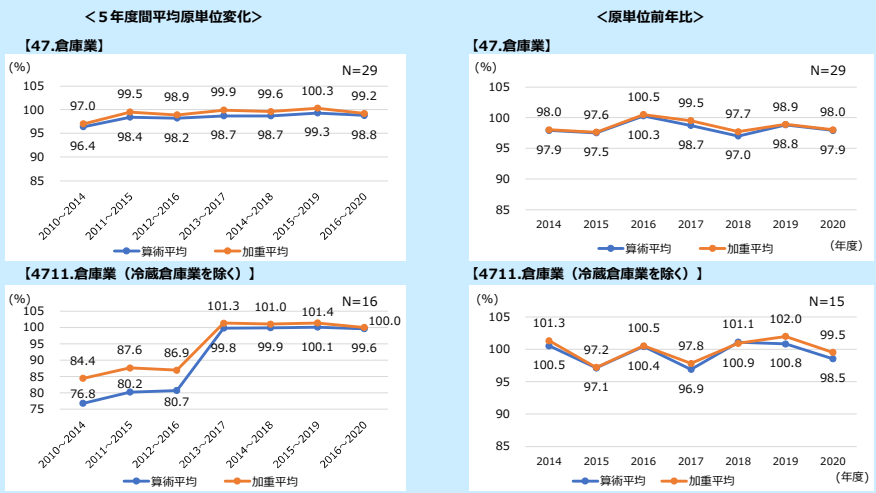 ＜５年度間平均原単位変化＞
【47.倉庫業】
(%)
N=29
105
100
95
90
85
97.0 99.5 98.9 99.9 99.6 100.3 99.2
96.4 98.4 98.2 98.7 98.7 99.3 98.8
2010～2014 2011～2015 2012～2016 2013～2017 2014～2018 2015～2019 2016～2020
算術平均 加重平均
＜原単位前年比＞
【47.倉庫業】
(%)
N=29
105
100
95
90
85
98.0 97.6 100.5 99.5 97.7 98.9 98.0
97.9 97.5 100.3 98.7 97.0 98.8 97.9
2014 2015 2016 2017 2018 2019 2020
(年度)
算術平均 加重平均
【4711.倉庫業（冷蔵倉庫業を除く）】
(%)
N=16
105
100
95
90
85
80
75
84.4 87.6 86.9 101.3 101.0 101.4 100.0
76.8 80.2 80.7 99.8 99.9 100.1 99.6
2010～2014 2011～2015 2012～2016 2013～2017 2014～2018 2015～2019 2016～2020
算術平均 加重平均
【4711.倉庫業（冷蔵倉庫業を除く）】
(%)
N=15
105
100
95
90
85
101.3 97.2 100.5 97.8 101.1 102.0 99.5
100.5 97.1 100.4 96.9 100.9 100.8 98.5
2014 2015 2016 2017 2018 2019 2020
(年度)
算術平均 加重平均